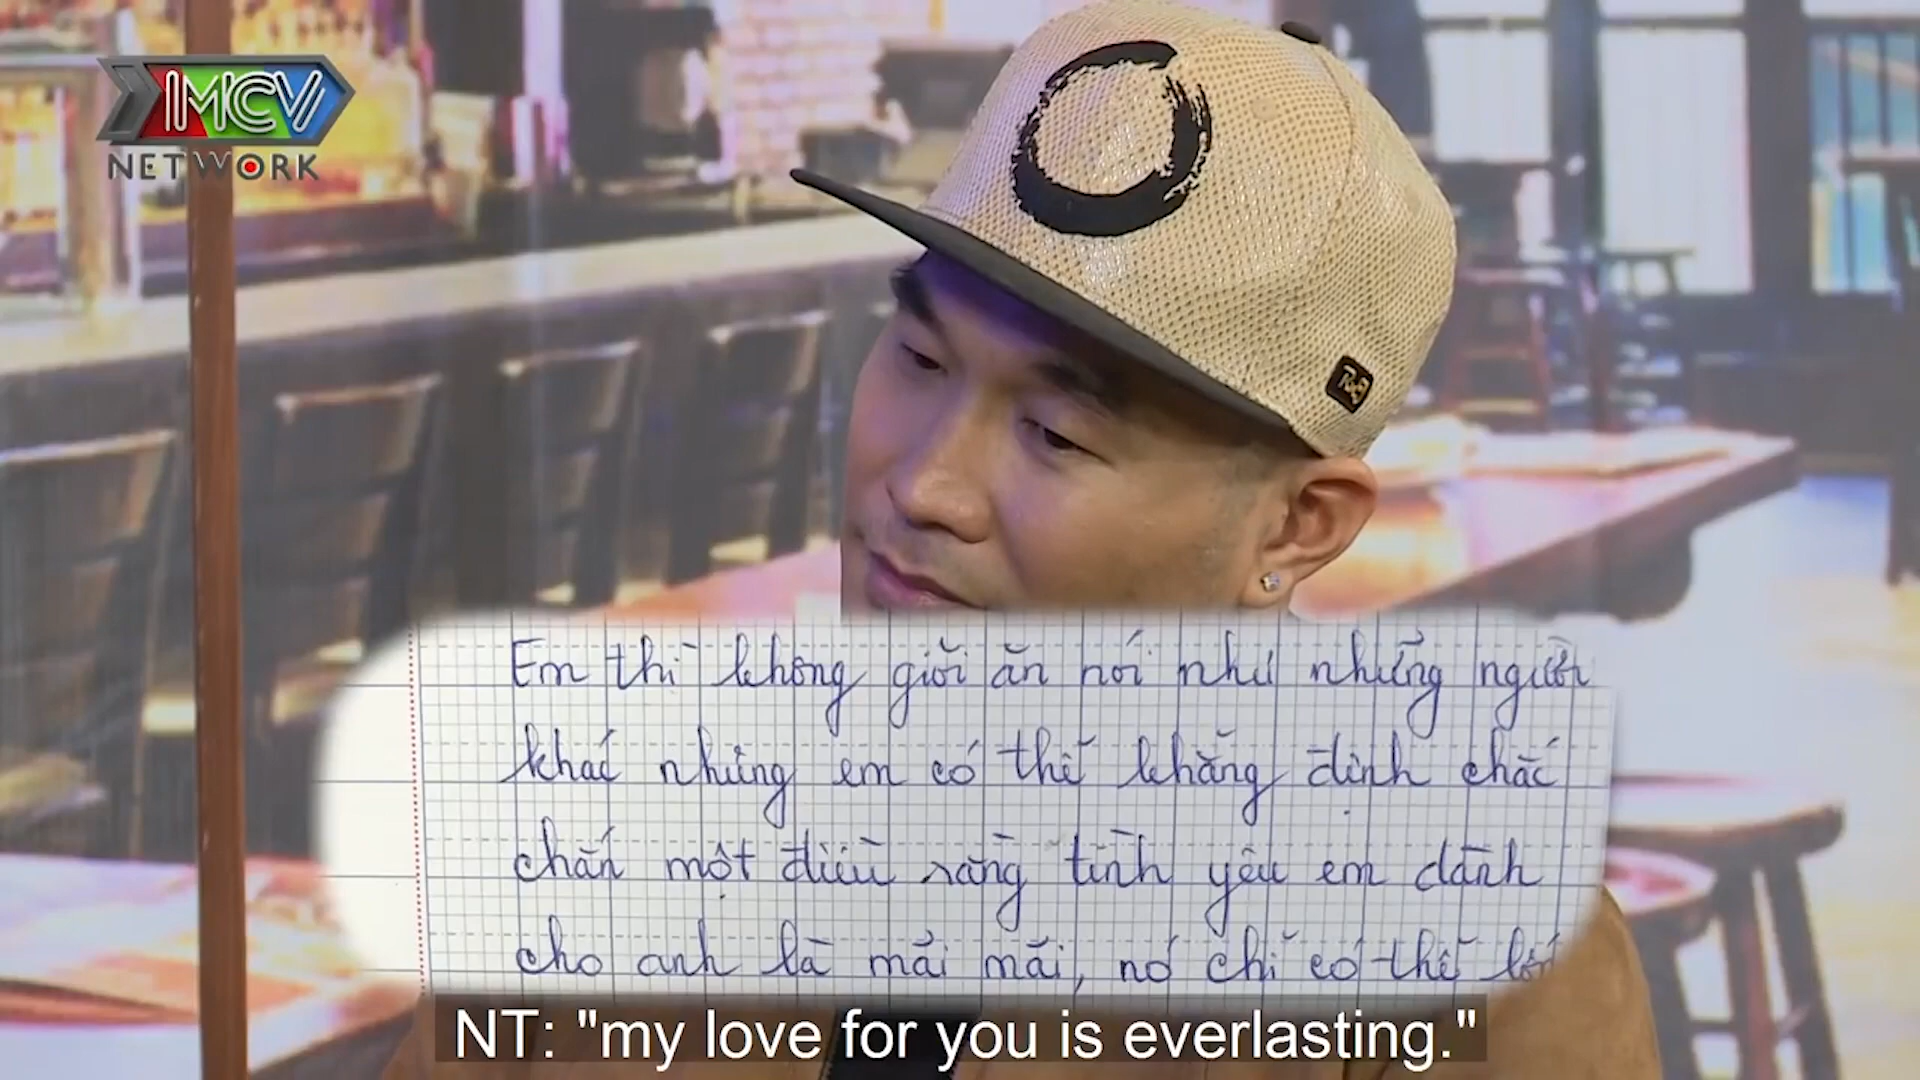 MCV
NETWORK
Em thì không giỏi ăn nói như những người
khác nhưng em có thể khẳng định chắc
chắn một điều rằng tình yêu em dành
cho anh là mãi mãi, nó chỉ có thể lớn
NT: "my love for you is everlasting."